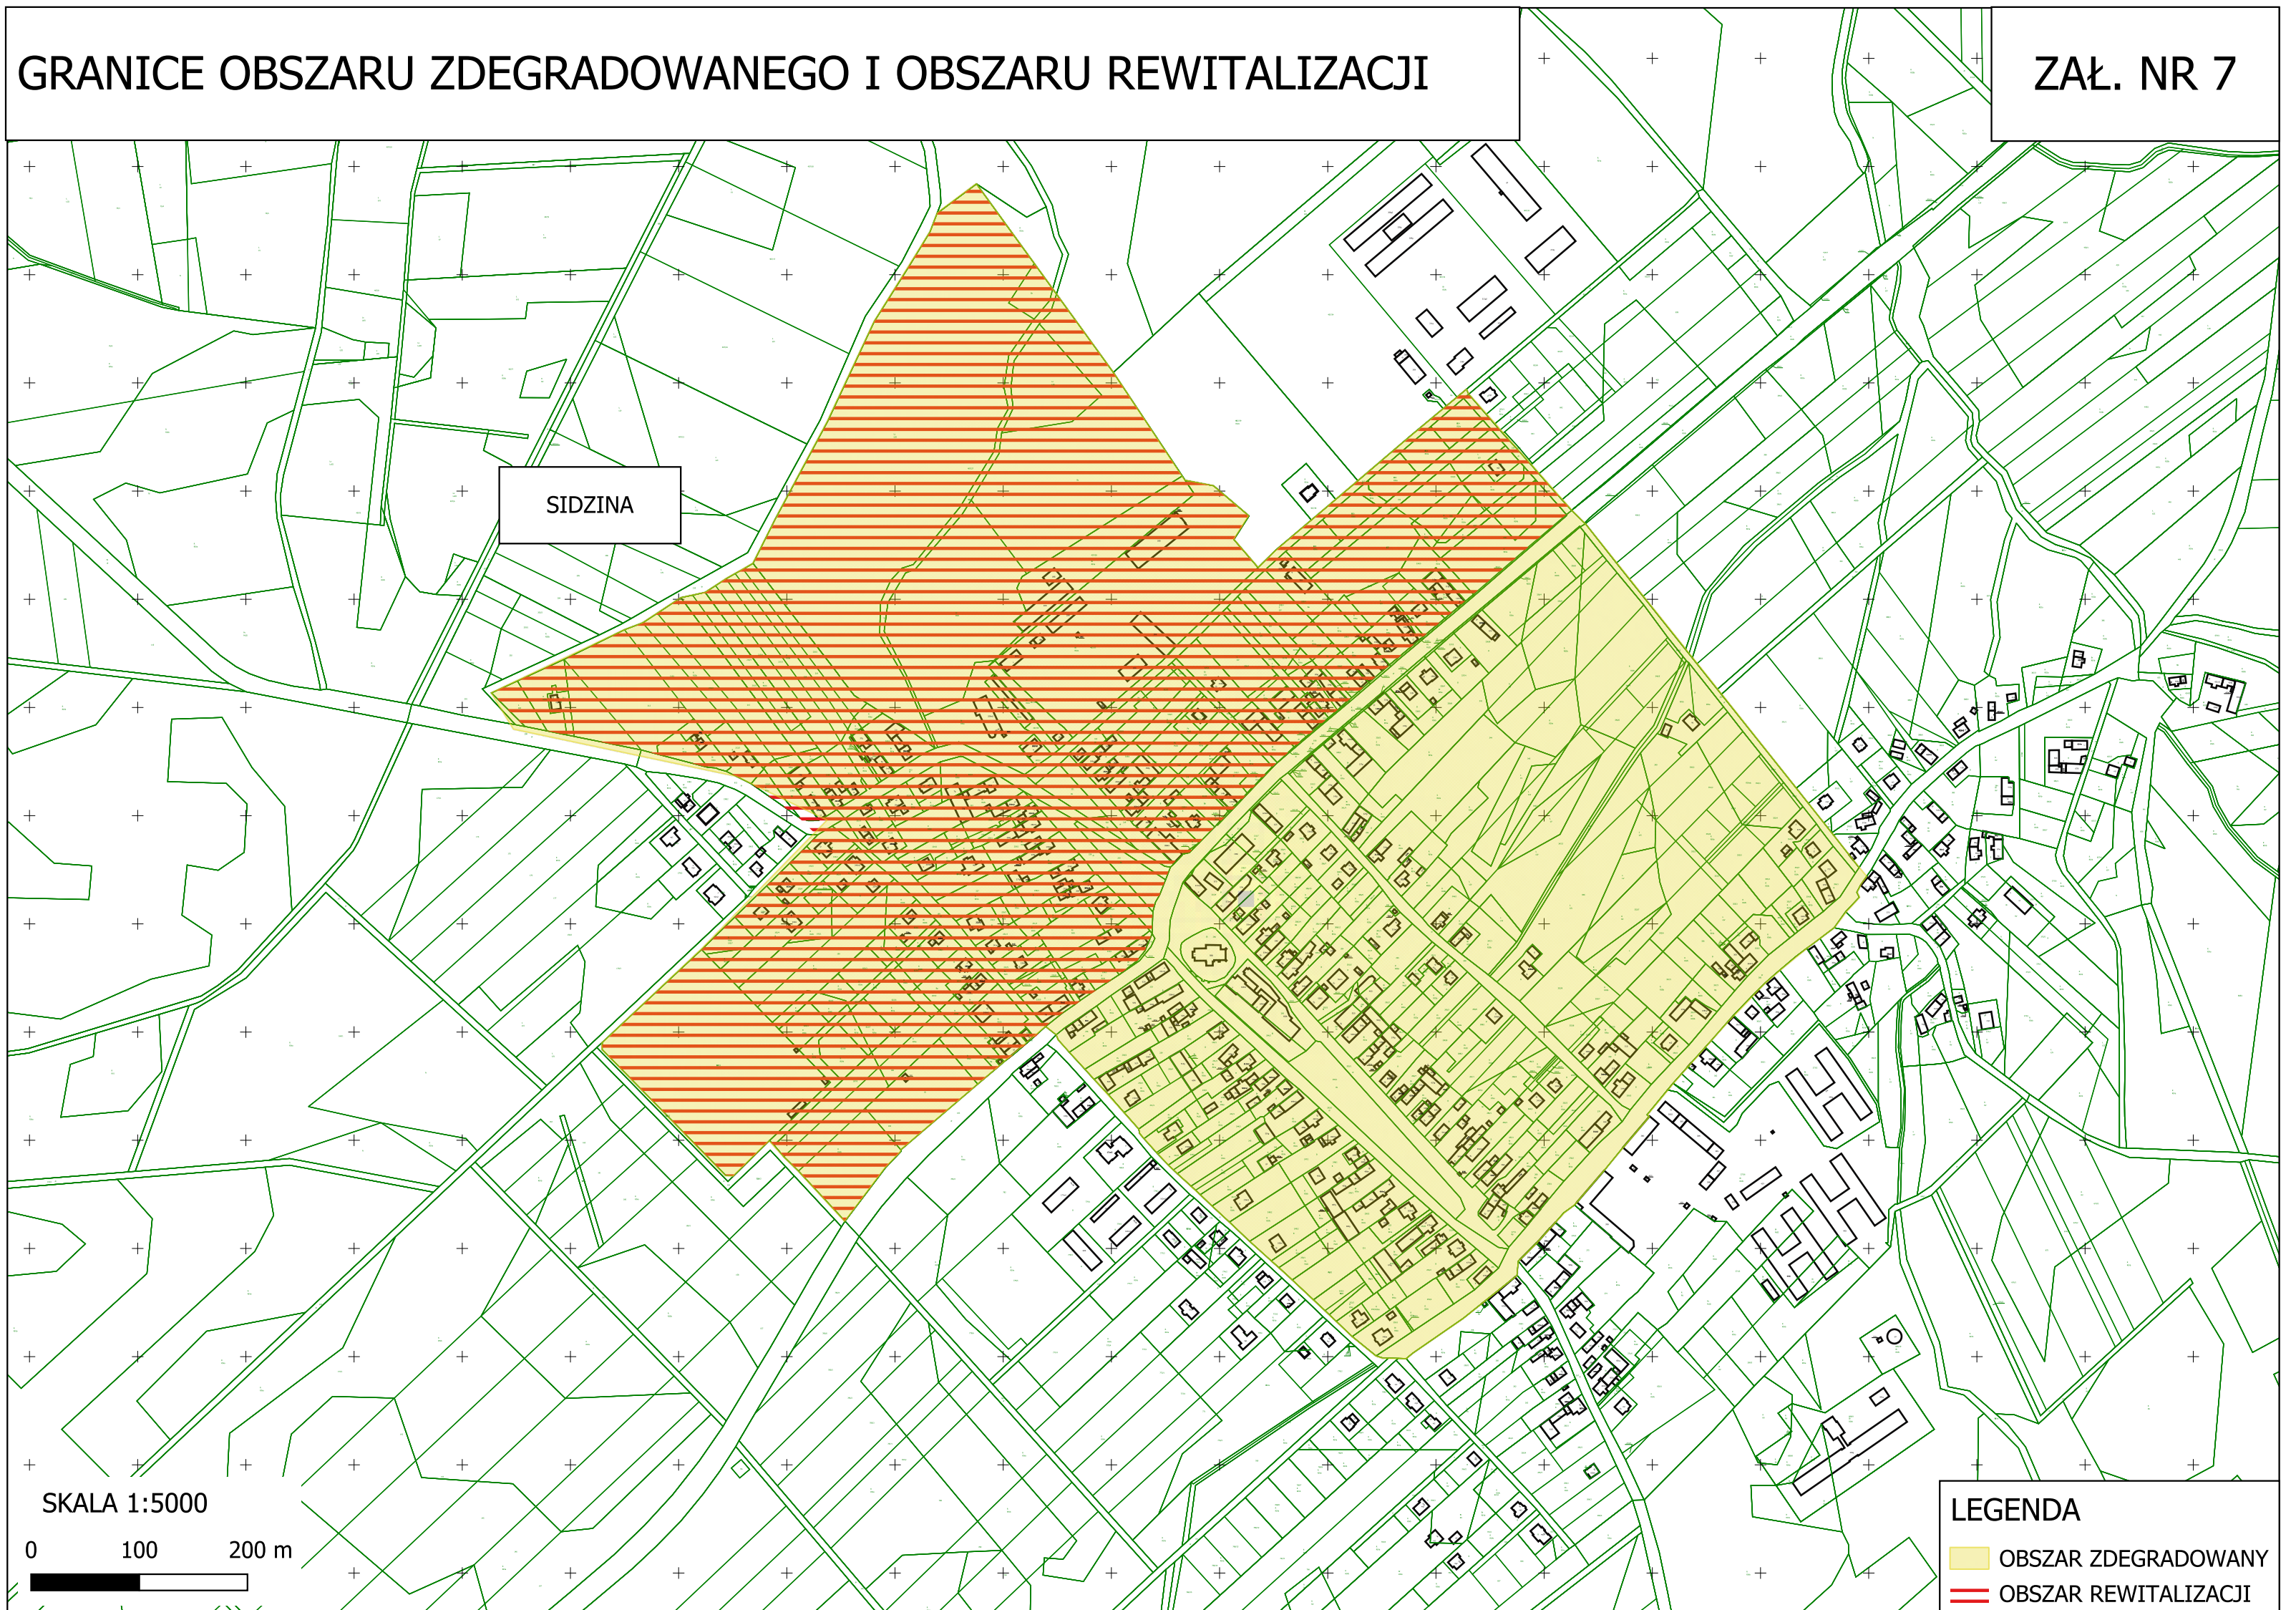 GRANICE OBSZARU ZDEGRADOWANEGO I OBSZARU REWITALIZACJI
ZAŁ. NR 7
SIDZINA
SKALA 1:5000
0 100 200 m
LEGENDA
OBSZAR ZDEGRADOWANY
OBSZAR REWITALIZACJI